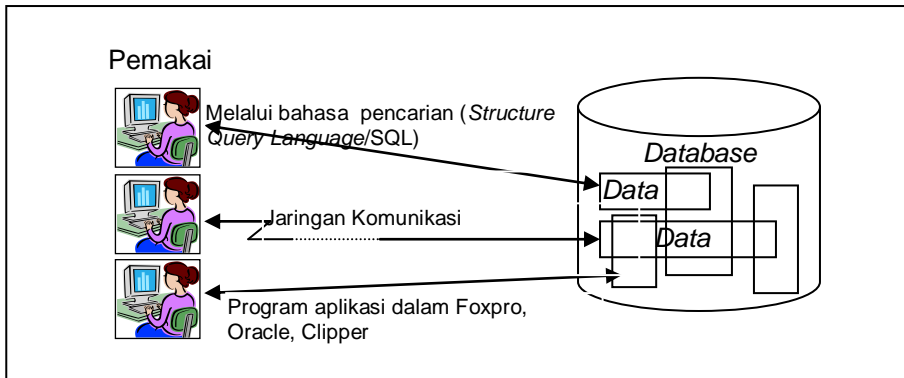 Pemakai
Melalui bahasa pencarian (Structure
Query Language/SQL)
Database
Data
Jaringan Komunikasi
Data
Program aplikasi dalam Foxpro,
Oracle, Clipper